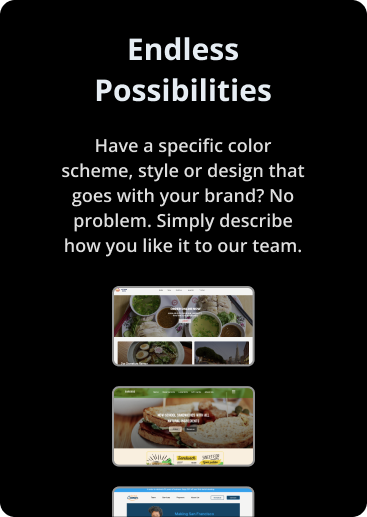 Endless
Possibilities
Have a specific color
scheme, style or design that
goes with your brand? No
problem. Simply describe
how you like it to our team.